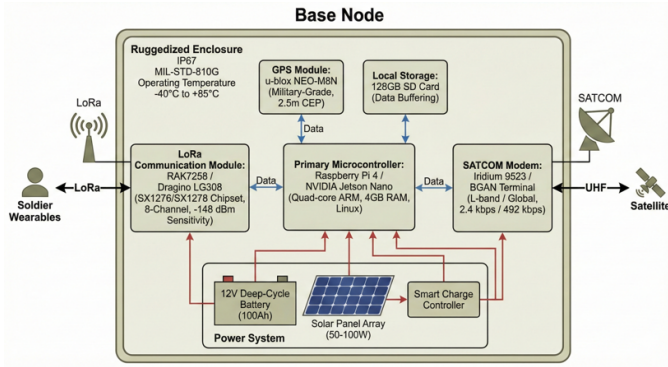 Base Node
Ruggedized Enclosure
IP67
MIL-STD-810G
Operating Temperature
-40°C to +85°C
GPS Module:
u-blox NEO-M8N
(Military-Grade,
2.5m CEP)
Local Storage:
128GB SD Card
(Data Buffering)
LoRa
SATCOM
Data
LoRa
Communication Module:
RAK7258 /
Dragino LG308
(SX1276/SX1278 Chipset,
8-Channel, -148 dBm
Sensitivity)
Data
Primary Microcontroller:
Raspberry Pi 4 /
NVIDIA Jetson Nano
(Quad-core ARM, 4GB RAM,
Linux)
Data
SATCOM Modem:
Iridium 9523 /
BGAN Terminal
(L-band / Global,
2.4 kbps / 492 kbps)
LoRa
UHF
Soldier
Wearables
Satellite
12V Deep-Cycle
Battery
(100Ah)
Solar Panel Array
(50-100W)
Smart Charge
Controller
Power System